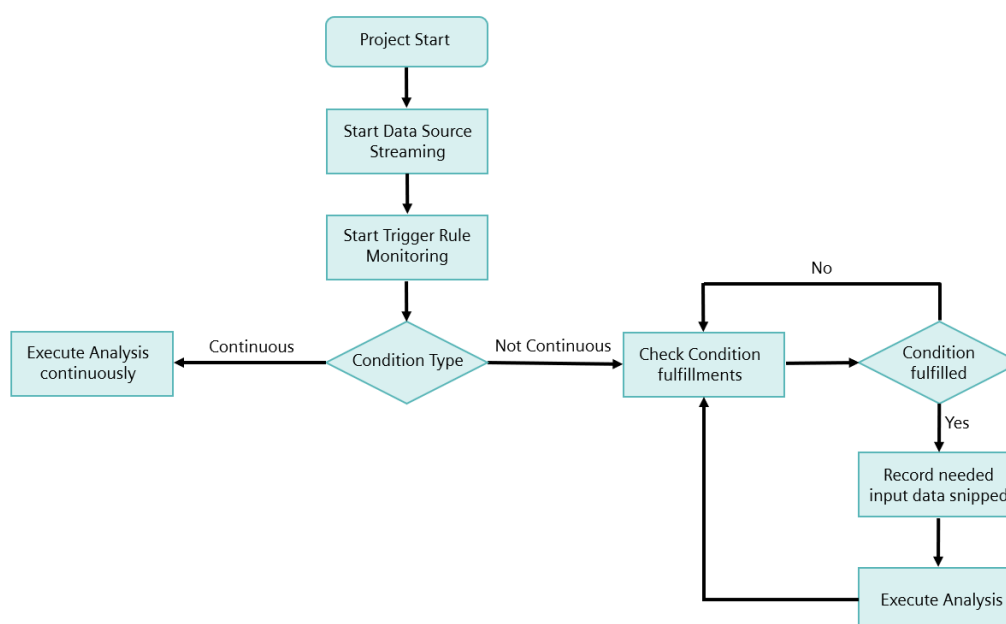 Project Start
Start Data Source
Streaming
Start Trigger Rule
Monitoring
Condition Type
Continuous
Execute Analysis
continuously
Not Continuous
Check Condition
fulfillments
No
Condition
fulfilled
Yes
Record needed
input data snipped
Execute Analysis